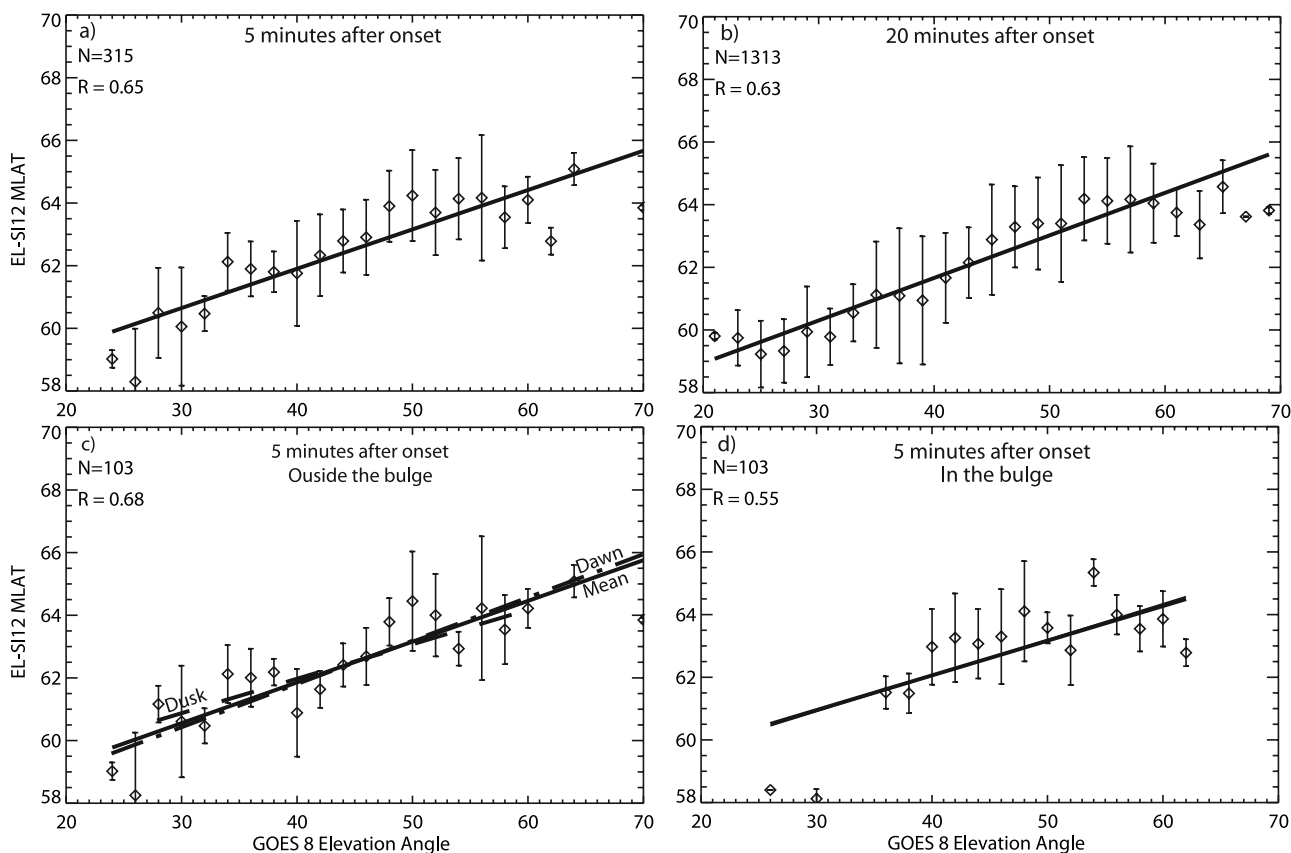 a)
5 minutes after onset
N=315
R = 0.65
EL-SI12 MLAT
70
68
66
64
62
60
58
20 30 40 50 60 70
b)
20 minutes after onset
N=1313
R = 0.63
70
68
66
64
62
60
58
20 30 40 50 60 70
c)
5 minutes after onset
Ouside the bulge
N=103
R = 0.68
Dawn
Mean
Dusk
EL-SI12 MLAT
70
68
66
64
62
60
58
20 30 40 50 60 70
GOES 8 Elevation Angle
d)
5 minutes after onset
In the bulge
N=103
R = 0.55
70
68
66
64
62
60
58
20 30 40 50 60 70
GOES 8 Elevation Angle